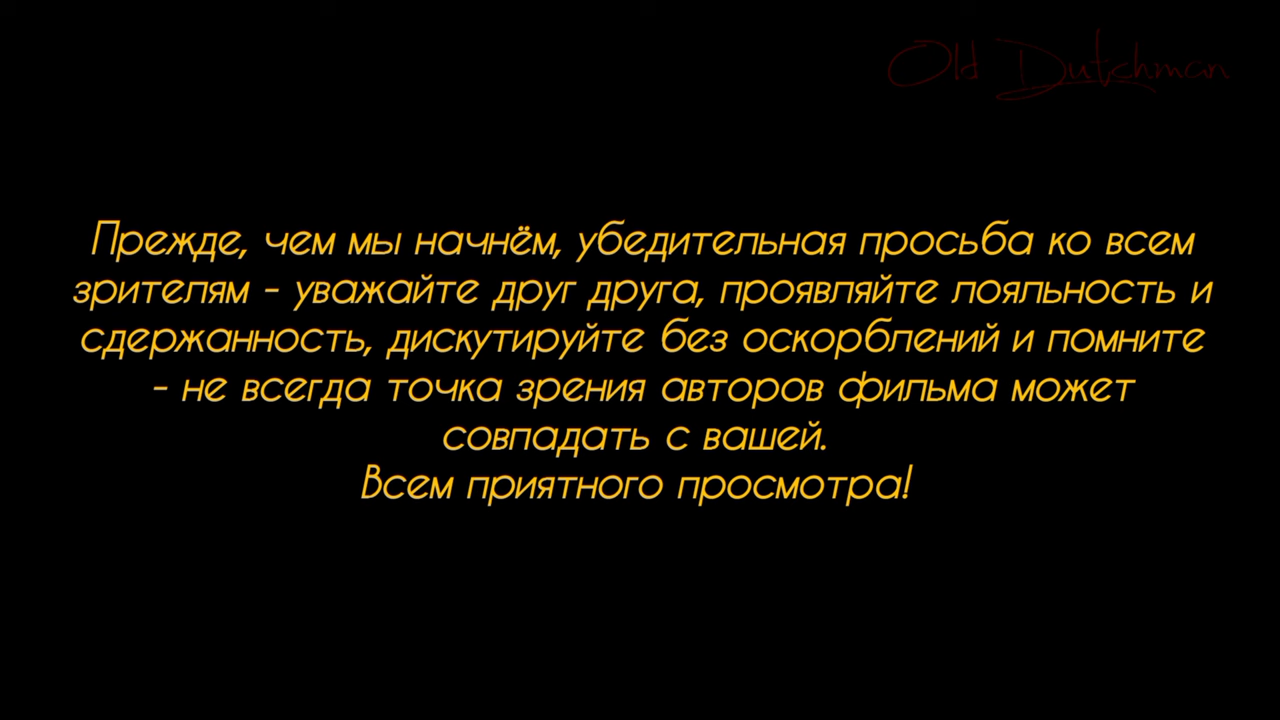 Old Dutchman
Прежде, чем мы начнём, убедительная просьба ко всем
зрителям - уважайте друг друга, проявляйте лояльность и
сдержанность, дискутируйте без оскорблений и помните
- не всегда точка зрения авторов фильма может
совпадать с вашей.
Всем приятного просмотра!